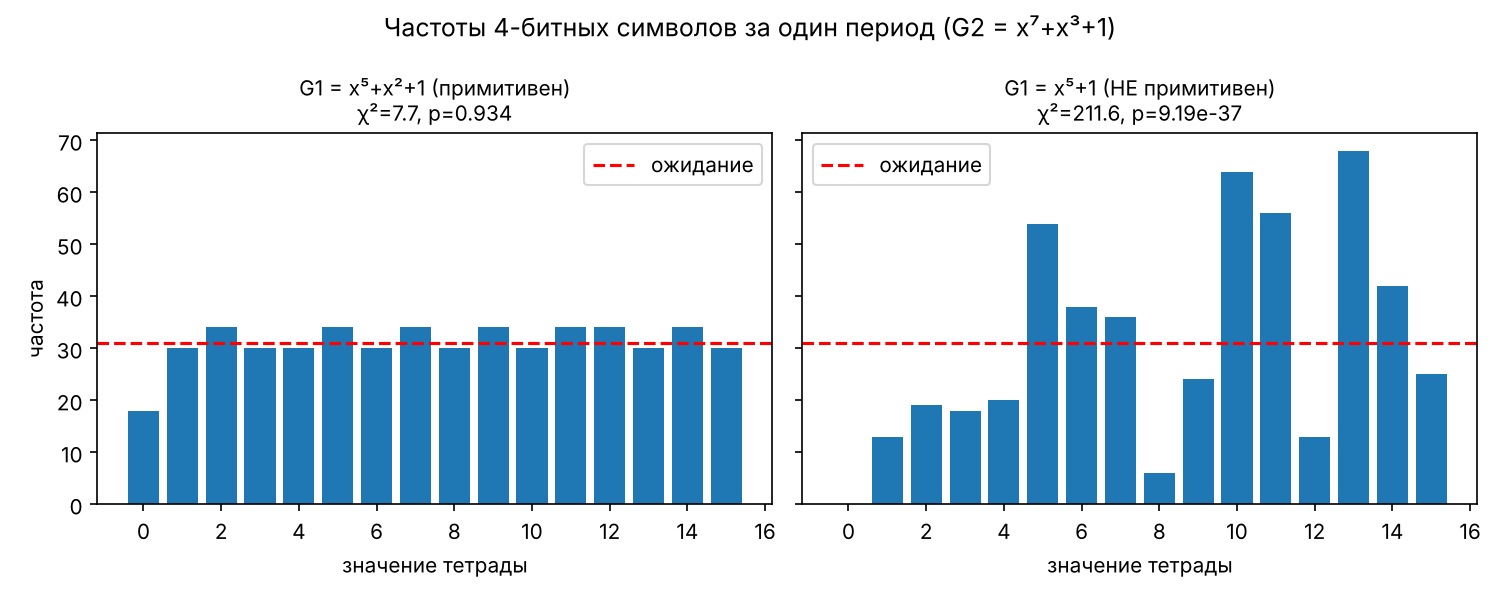 Частоты 4-битных символов за один период (G2 = x⁷+x³+1)
G1 = x⁵+x²+1 (примитивен)
χ²=7.7, p=0.934
ожидание
70
60
50
40
30
20
10
0
частота
0 2 4 6 8 10 12 14 16
значение тетрады
G1 = x⁵+1 (НЕ примитивен)
χ²=211.6, p=9.19e-37
ожидание
0 2 4 6 8 10 12 14 16
значение тетрады